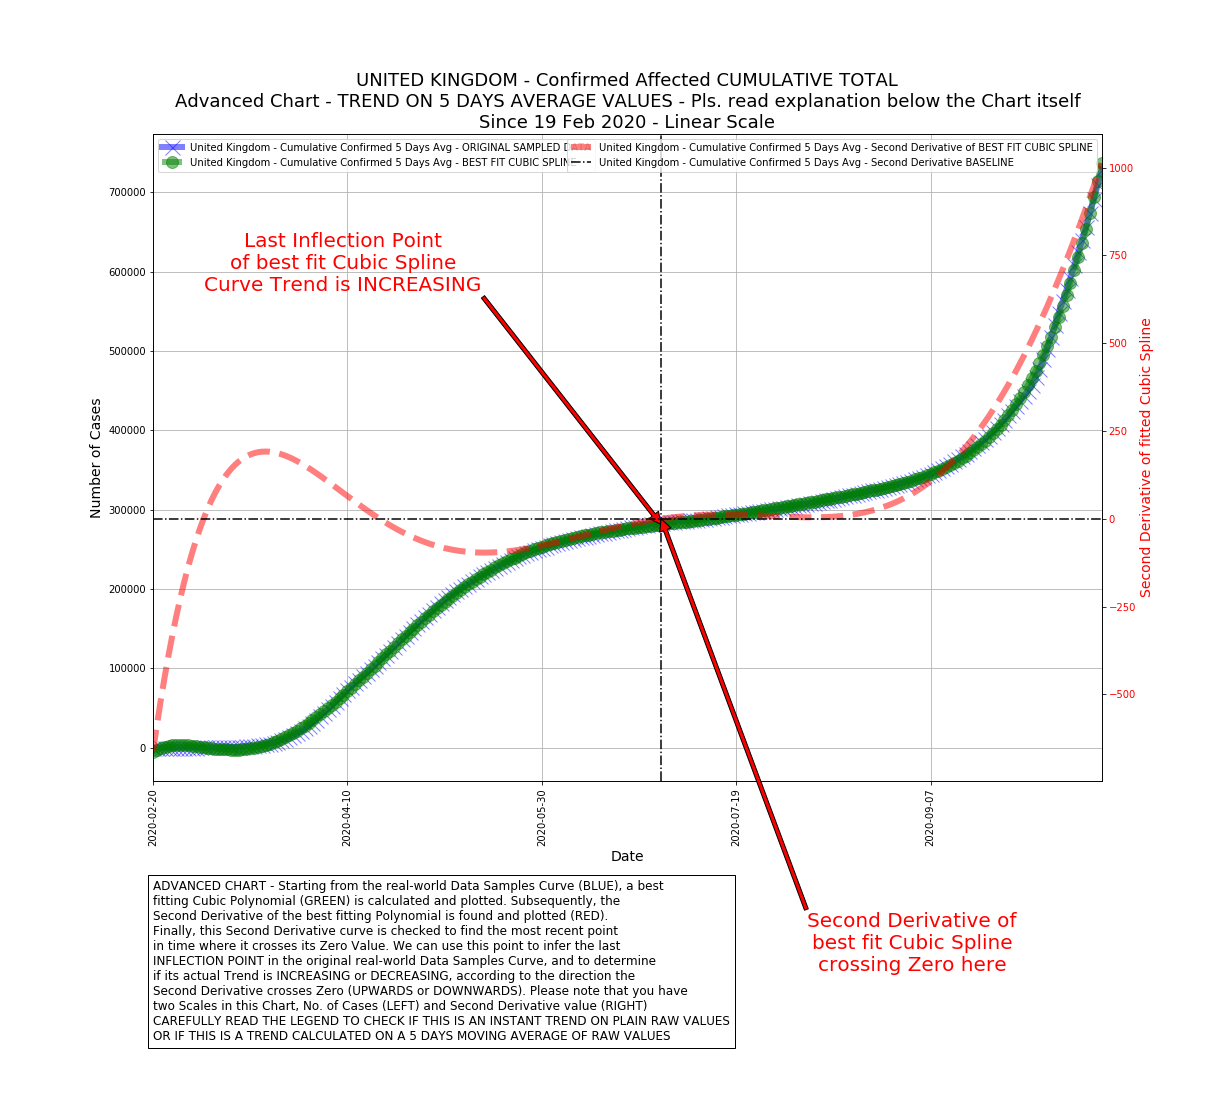 UNITED KINGDOM - Confirmed Affected CUMULATIVE TOTAL
Advanced Chart - TREND ON 5 DAYS AVERAGE VALUES - Pls. read explanation below the Chart itself
Since 19 Feb 2020 - Linear Scale
United Kingdom - Cumulative Confirmed 5 Days Avg - ORIGINAL SAMPLED
United Kingdom - Cumulative Confirmed 5 Days Avg - BEST FIT CUBIC SPLINE
United Kingdom - Cumulative Confirmed 5 Days Avg - Second Derivative of BEST FIT CUBIC SPLINE
United Kingdom - Cumulative Confirmed 5 Days Avg - Second Derivative BASELINE
Last Inflection Point
of best fit Cubic Spline
Curve Trend is INCREASING
Number of Cases
700000
600000
500000
400000
300000
200000
100000
0
1000
750
500
250
0
−250
−500
Second Derivative of fitted Cubic Spline
2020-02-20
2020-04-10
2020-05-30
2020-07-19
2020-09-07
Date
Second Derivative of
best fit Cubic Spline
crossing Zero here
ADVANCED CHART - Starting from the real-world Data Samples Curve (BLUE), a best
fitting Cubic Polynomial (GREEN) is calculated and plotted. Subsequently, the
Second Derivative of the best fitting Polynomial is found and plotted (RED).
Finally, this Second Derivative curve is checked to find the most recent point
in time where it crosses its Zero Value. We can use this point to infer the last
INFLECTION POINT in the original real-world Data Samples Curve, and to determine
if its actual Trend is INCREASING or DECREASING, according to the direction the
Second Derivative crosses Zero (UPWARDS or DOWNWARDS). Please note that you have
two Scales in this Chart, No. of Cases (LEFT) and Second Derivative value (RIGHT)
CAREFULLY READ THE LEGEND TO CHECK IF THIS IS AN INSTANT TREND ON PLAIN RAW VALUES
OR IF THIS IS A TREND CALCULATED ON A 5 DAYS MOVING AVERAGE OF RAW VALUES